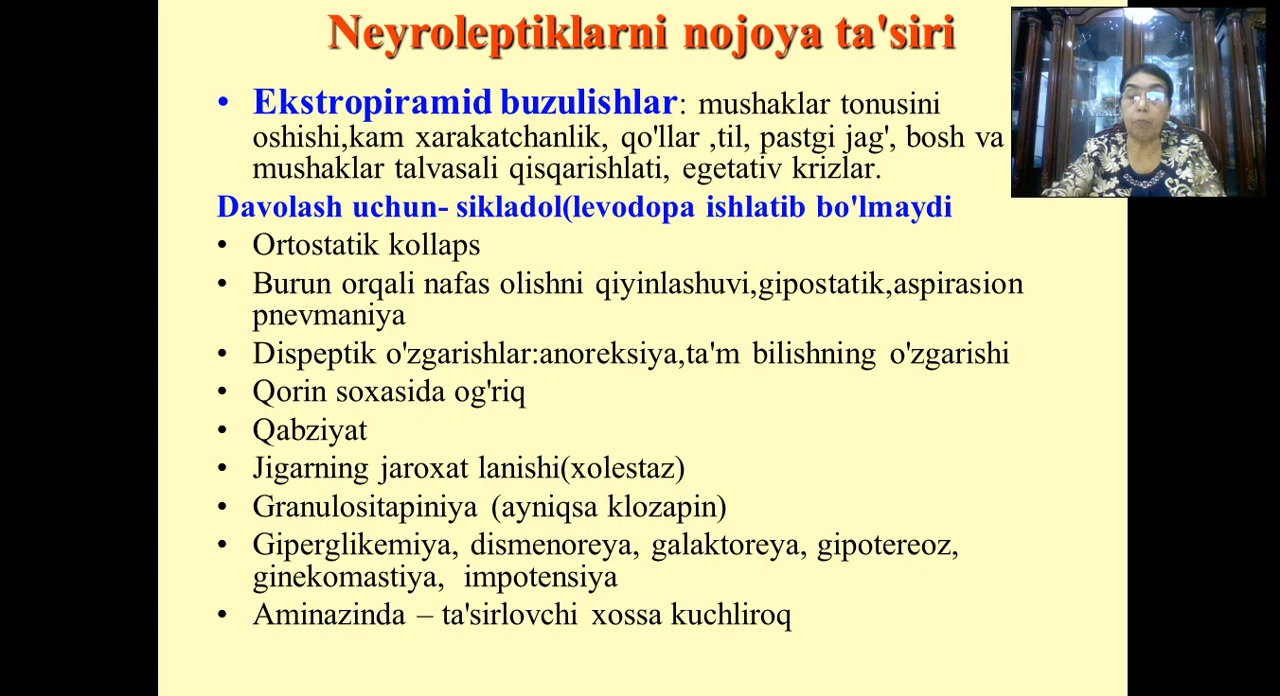 Neyroleptiklarni nojoya ta'siri
• Ekstropiramid buzulishlar: mushaklar tonusini
oshishi,kam xarakatchanlik, qo'llar ,til, pastgi jag', bosh va
mushaklar talvasali qisqarishlati, egetativ krizlar.
Davolash uchun- sikladol(levodopa ishlatib bo'lmaydi
• Ortostatik kollaps
• Burun orqali nafas olishni qiyinlashuvi,gipostatik,aspirasion
pnevmaniya
• Dispeptik o'zgarishlar:anoreksiya,ta'm bilishning o'zgarishi
• Qorin soxasida og'riq
• Qabziyat
• Jigarning jaroxat lanishi(xolestaz)
• Granulositapiniya (ayniqsa klozapin)
• Giperglikemiya, dismenoreya, galaktoreya, gipotereoz,
ginekomastiya, impotensiya
• Aminazinda – ta'sirlovchi xossa kuchliroq